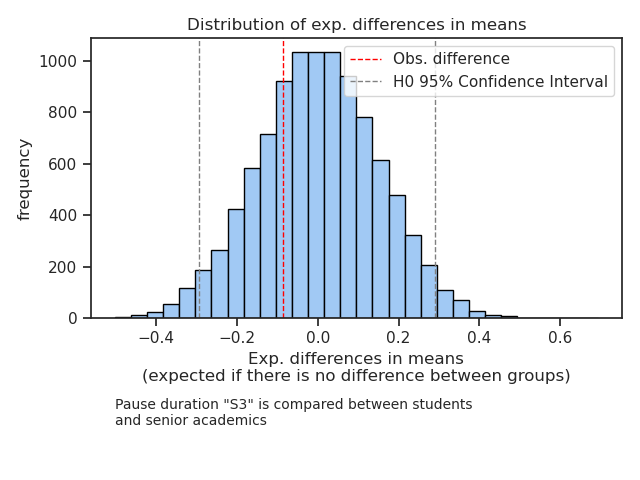 Distribution of exp. differences in means
Obs. difference
H0 95% Confidence Interval
frequency
1000
800
600
400
200
0
−0.4 −0.2 0.0 0.2 0.4 0.6
Exp. differences in means
(expected if there is no difference between groups)
Pause duration "S3" is compared between students
and senior academics